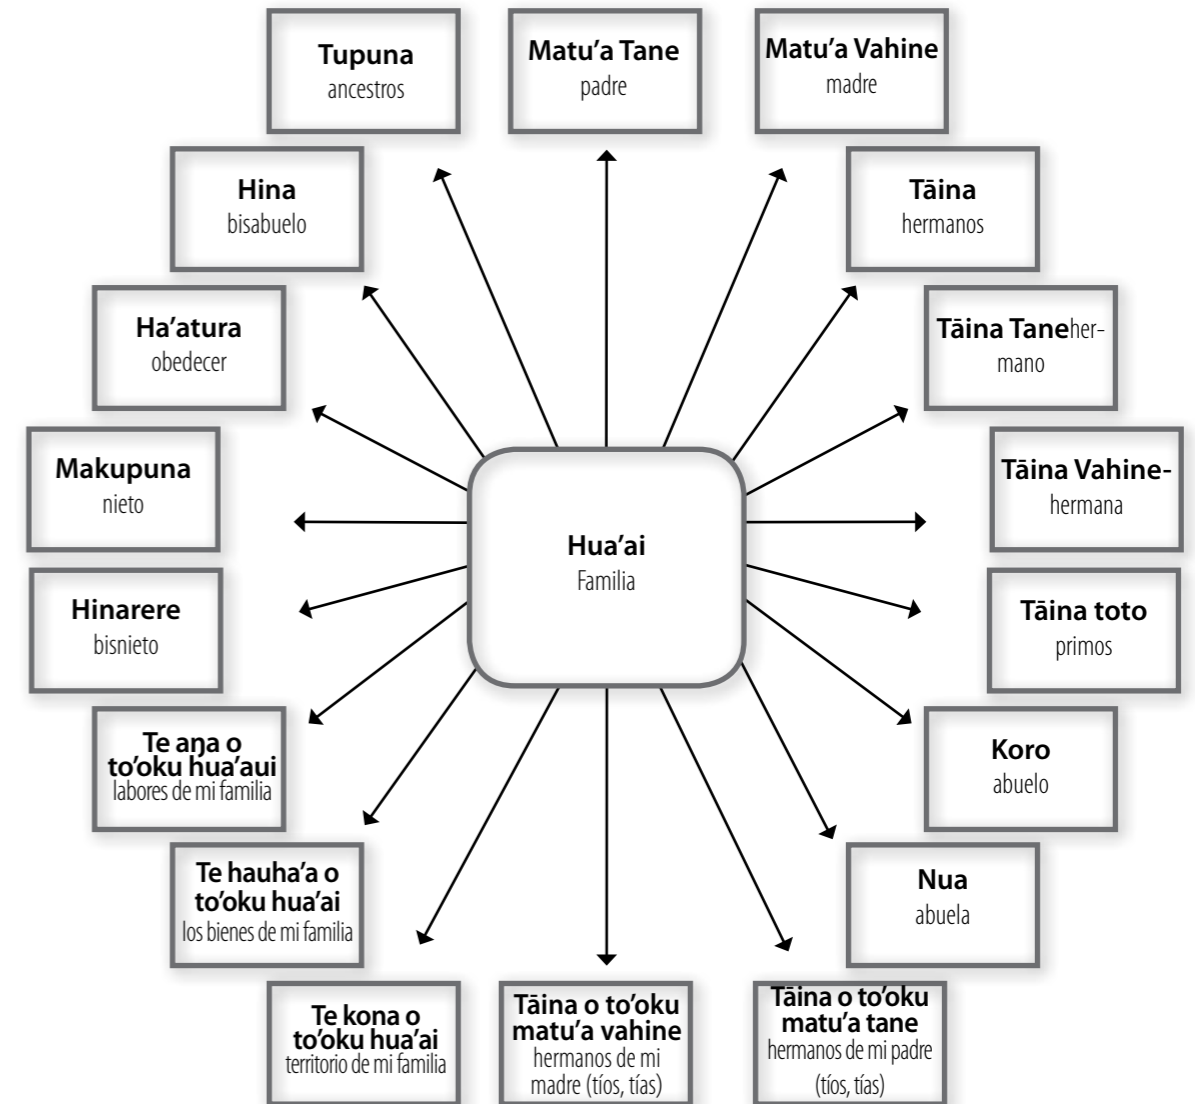 Tupuna
ancestros
Matu’a Tane
padre
Matu’a Vahine
madre
Hina
bisabuelo
Tāina
hermanos
Ha’atura
obedecer
Tāina Taneher-
mano
Makupuna
nieto
Tāina Vahine-
hermana
Hua’ai
Familia
Hinarere
bisnieto
Tāina toto
primos
Te aŋa o
to’oku hua’aui
labores de mi familia
Koro
abuelo
Te hauha’a o
to’oku hua’ai
los bienes de mi familia
Nua
abuela
Te kona o
to’oku hua’ai
territorio de mi familia
Tāina o to’oku
matu’a vahine
hermanos de mi
madre (tíos, tías)
Tāina o to’oku
matu’a tane
hermanos de mi padre
(tíos, tías)